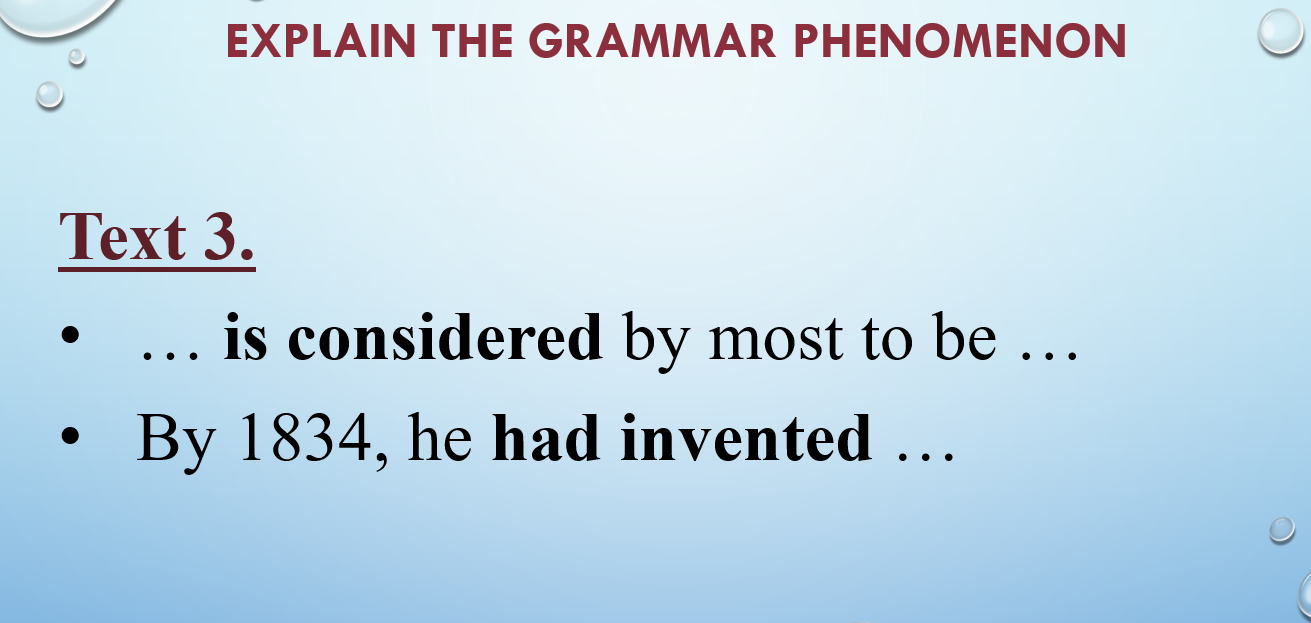 EXPLAIN THE GRAMMAR PHENOMENON
Text 3.
• … is considered by most to be …
• By 1834, he had invented …